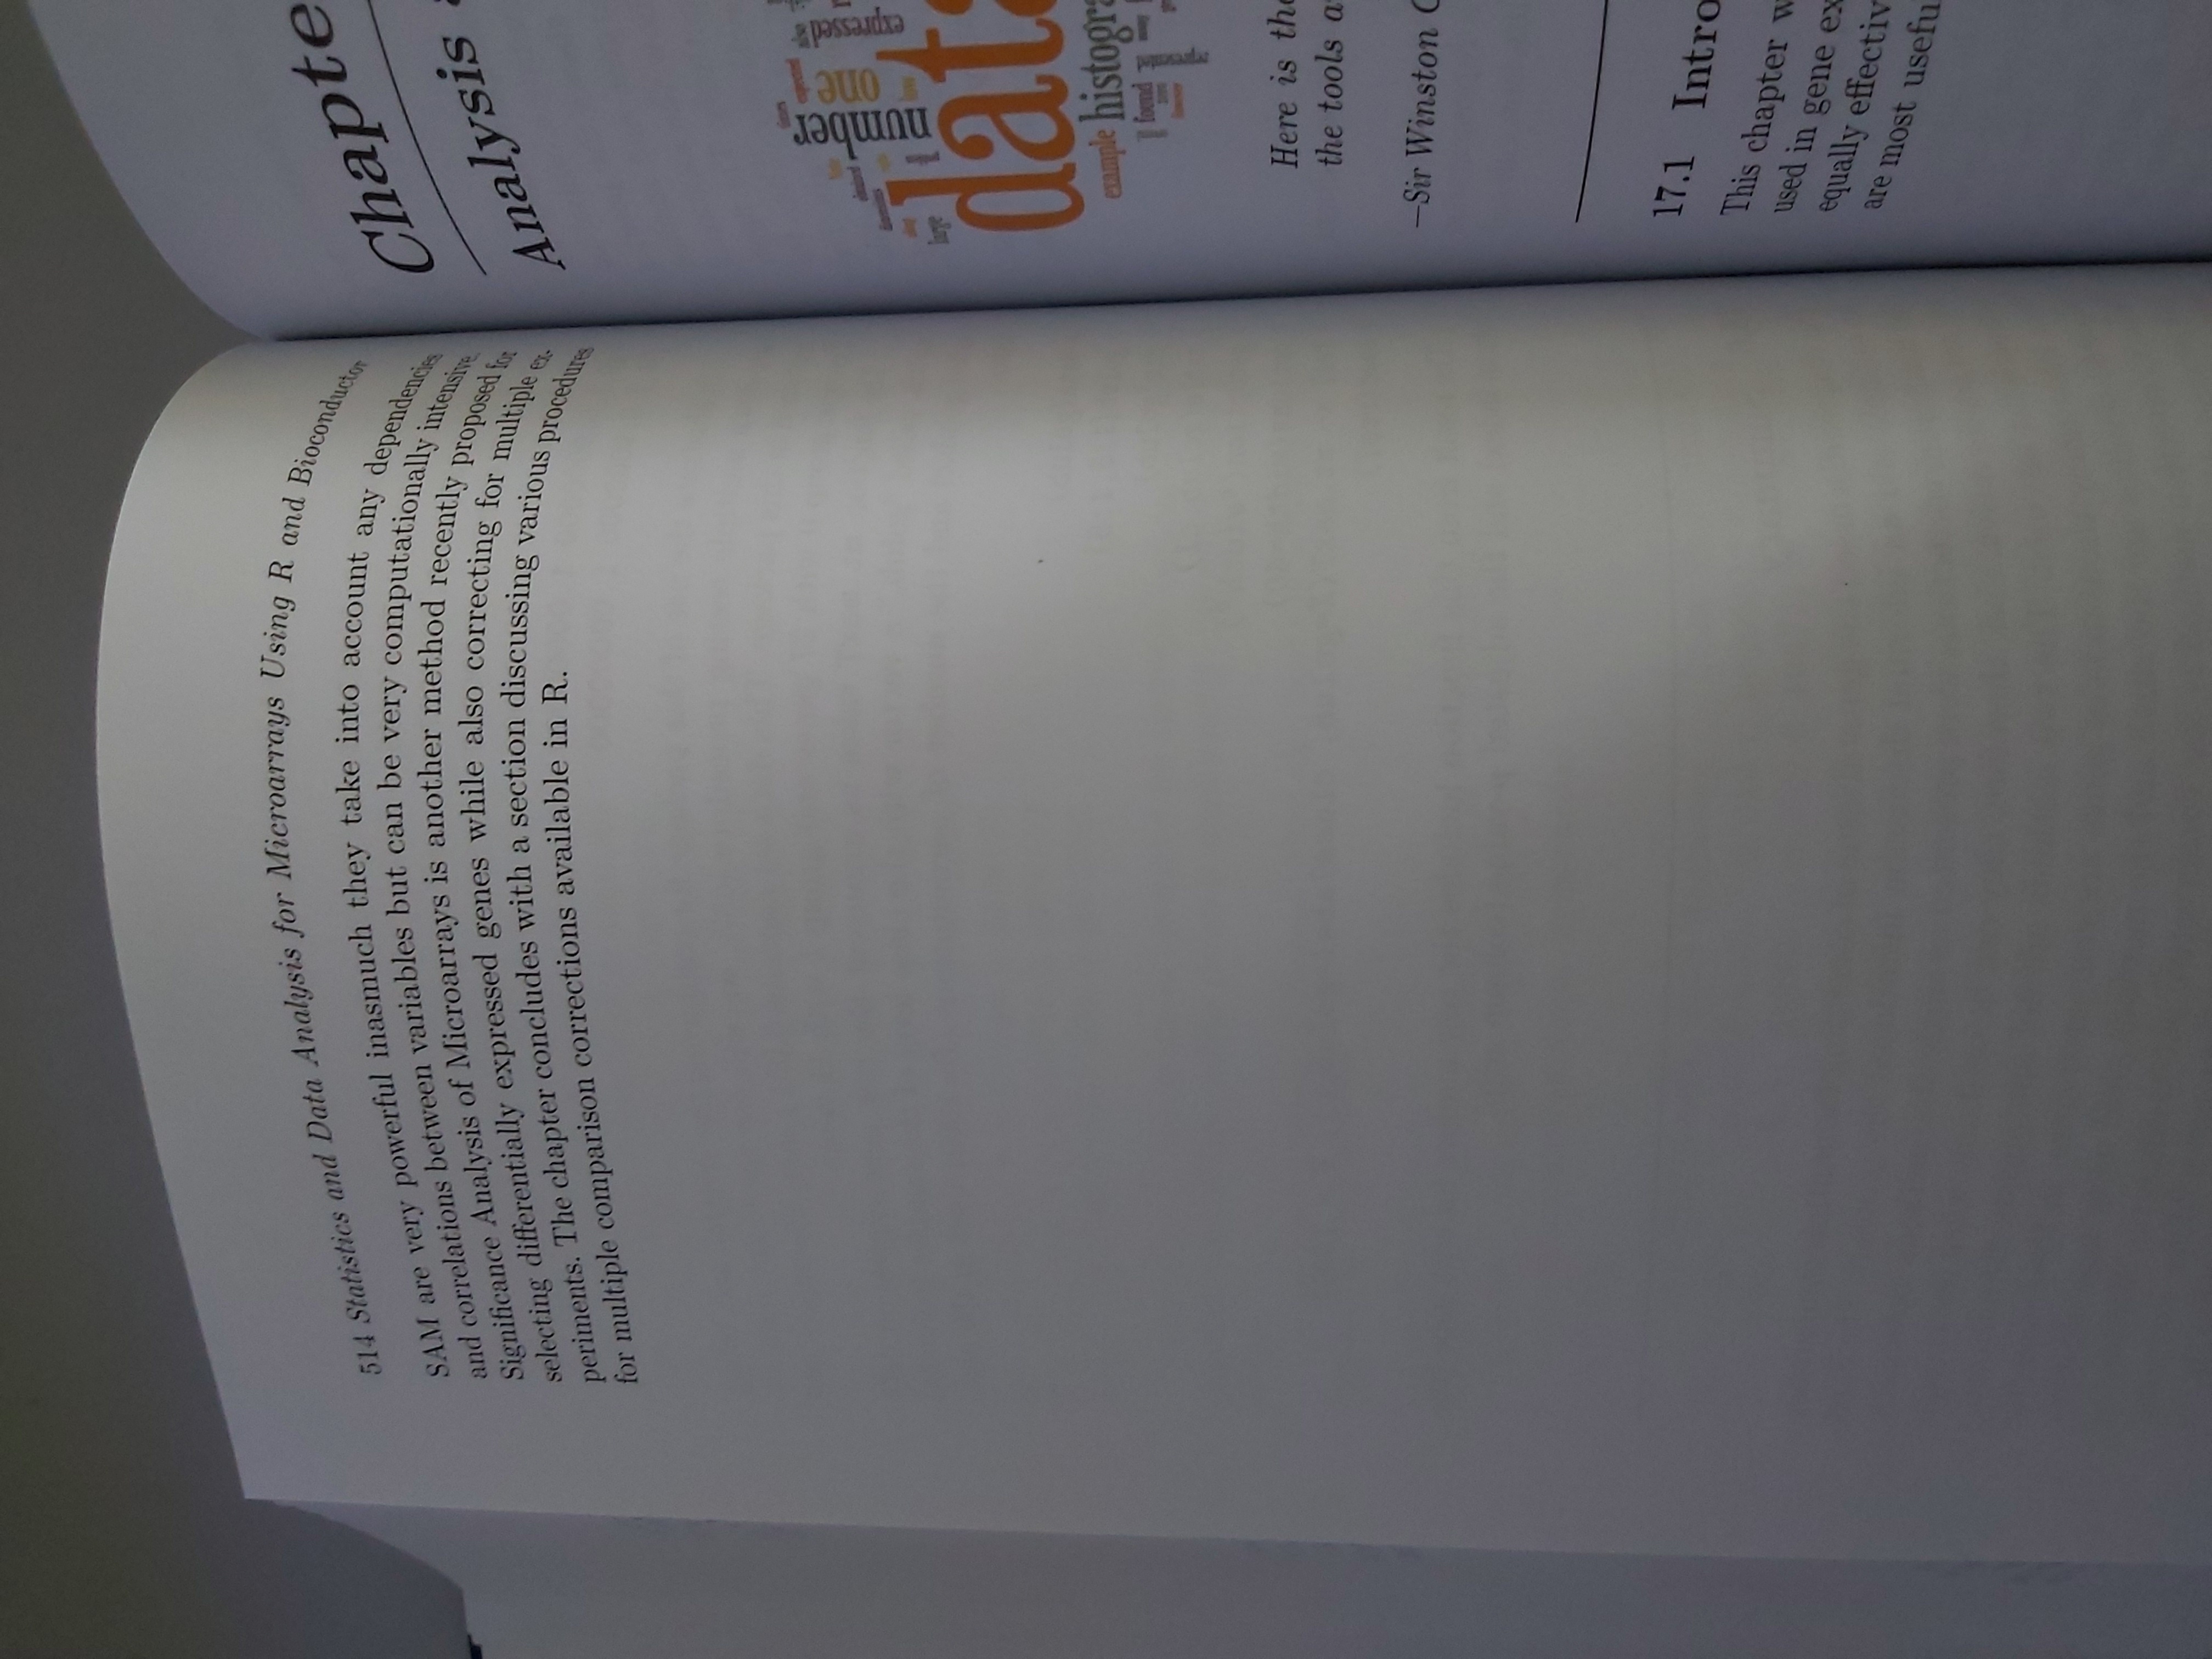 514 Statistics and Data Analysis for Microarrays Using R and Bioconductor
SAM are very powerful inasmuch they take into account any dependencies
and correlations between variables but can be very computationally intensive.
Significance Analysis of Microarrays is another method recently proposed for
selecting differentially expressed genes while also correcting for multiple ex-
periments. The chapter concludes with a section discussing various procedures
for multiple comparison corrections available in R.
Chapte
Analysis
number
one
expressed
large
data
example histogra
found
represented
Here is the
the tools a
—Sir Winston C
17.1 Intro
This chapter w
used in gene ex
equally effectiv
are most usefu